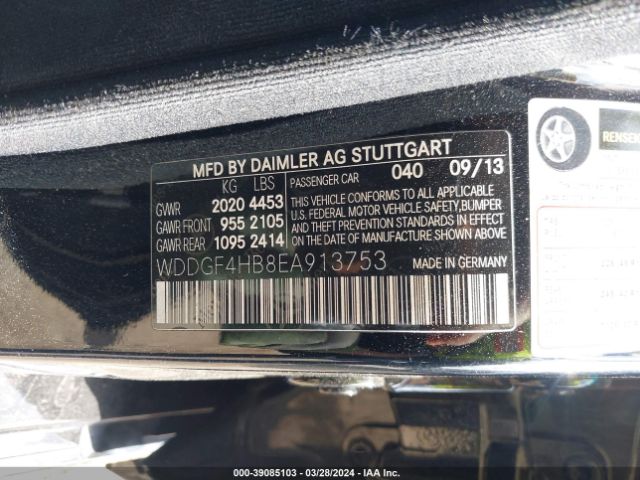 MFD BY DAIMLER AG STUTTGART
KG LBS
GVWR 2020 4453
GAWR FRONT 955 2105
GAWR REAR 1095 2414
PASSENGER CAR 040 09/13
THIS VEHICLE CONFORMS TO ALL APPLICABLE
U.S. FEDERAL MOTOR VEHICLE SAFETY,BUMPER
AND THEFT PREVENTION STANDARDS IN EFFECT
ON THE DATE OF MANUFACTURE SHOWN ABOVE.
WDDGF4HB8EA913753 MADE IN GERMANY
000-39085103 / 03/28/2024 / IAA Inc.